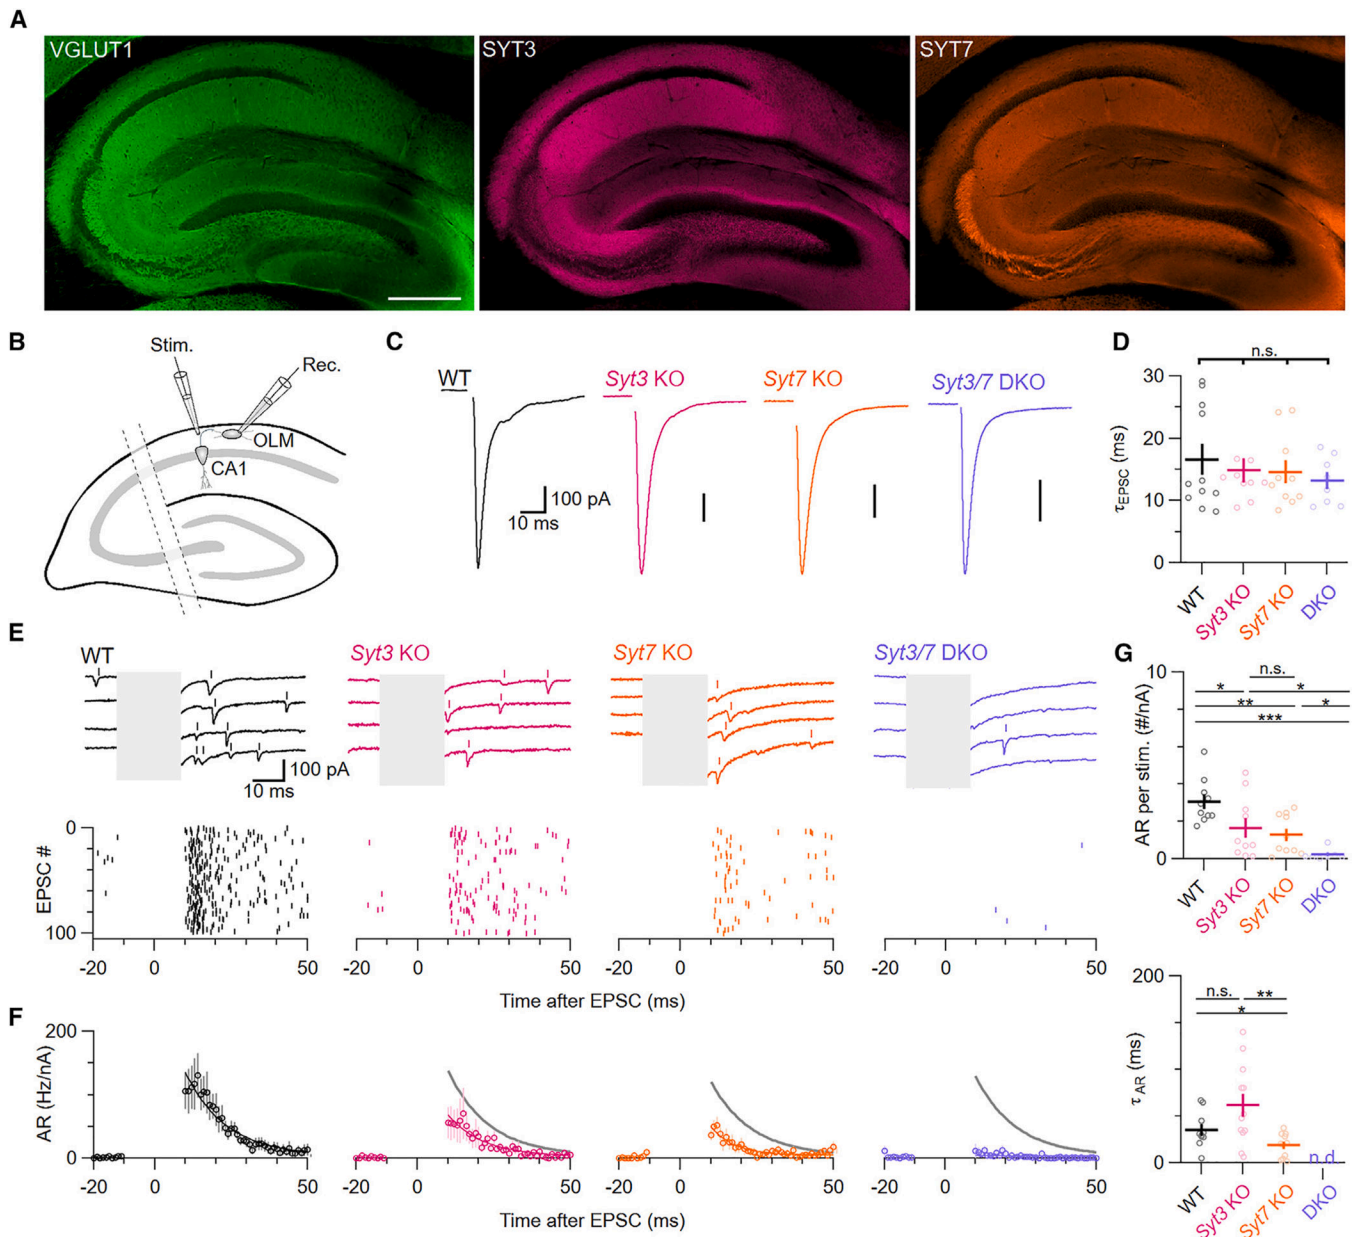 A
VGLUT1
SYT3
SYT7
B
Stim.
Rec.
OLM
CA1
C
WT
Syt3 KO
Syt7 KO
Syt3/7 DKO
100 pA
10 ms
D
n.s.
30
20
10
0
τEPSC (ms)
WT
Syt3 KO
Syt7 KO
DKO
E
WT
Syt3 KO
Syt7 KO
Syt3/7 DKO
100 pA
10 ms
0
100
EPSC #
-20 0 50
-20 0 50
-20 0 50
-20 0 50
Time after EPSC (ms)
F
200
0
AR (Hz/nA)
-20 0 50
-20 0 50
-20 0 50
-20 0 50
Time after EPSC (ms)
G
10
0
AR per stim. (#/nA)
n.s.
* *
** *
***
WT
Syt3 KO
Syt7 KO
DKO
200
0
τ AR (ms)
n.s. **
*
n.d.
WT
Syt3 KO
Syt7 KO
DKO